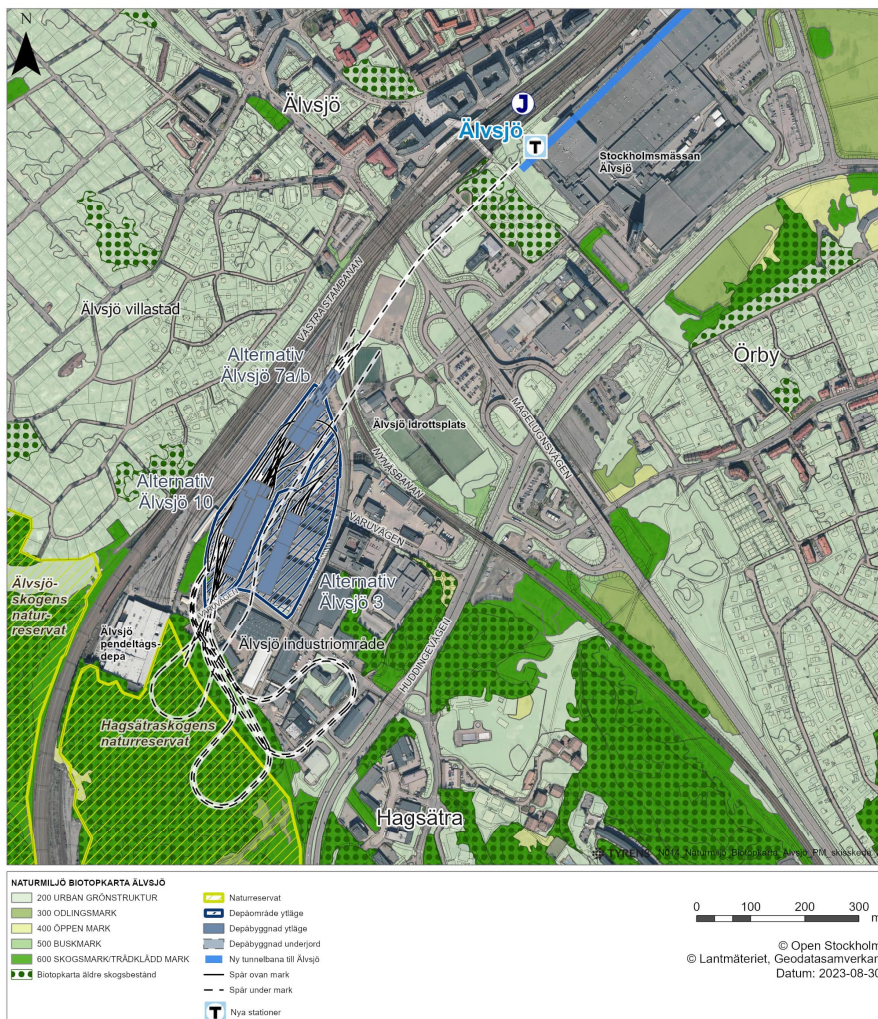 N
Älvsjö
J
Älvsjö
T
Stockholmsmässan
Älvsjö
VÄSTRA STAMBANAN
Älvsjö villastad
Alternativ
Älvsjö 7a/b
Örby
Älvsjö idrottsplats
MAGELUGNSVÄGEN
NYNÄSBANAN
Alternativ
Älvsjö 10
VARUVÄGEN
Älvsjö-
skogens
natur-
reservat
Alternativ
Älvsjö 3
VARUVÄGEN
Älvsjö
pendeltågs-
depå
Älvsjö industriområde
HUDDINGEVÄGEN
Hagsätraskogens
naturreservat
Hagsätra
NATURMILJÖ BIOTOPKARTA ÄLVSJÖ
200 URBAN GRÖNSTRUKTUR
300 ODLINGSMARK
400 ÖPPEN MARK
500 BUSKMARK
600 SKOGSMARK/TRÄDKLÄDD MARK
Biotopkarta äldre skogsbestånd
Naturreservat
Depåområde ytläge
Depåbyggnad ytläge
Depåbyggnad underjord
Ny tunnelbana till Älvsjö
Spår ovan mark
Spår under mark
T Nya stationer
0 100 200 300 m
© Open Stockholm
© Lantmäteriet, Geodatasamverkan
Datum: 2023-08-30